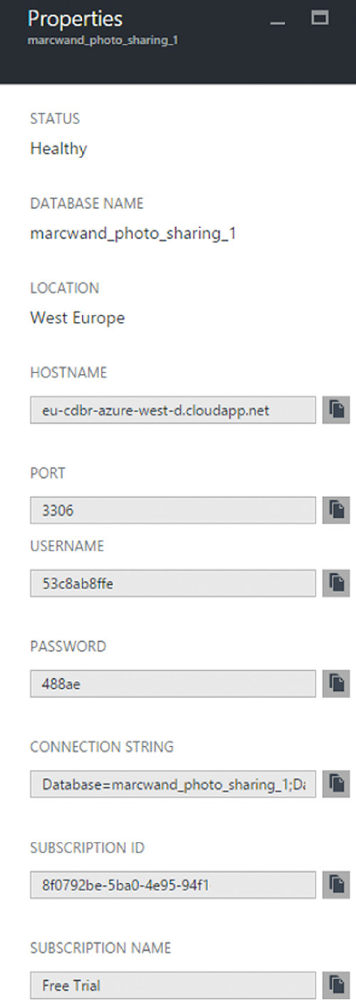 Properties
marcwand_photo_sharing_1
STATUS
Healthy
DATABASE NAME
marcwand_photo_sharing_1
LOCATION
West Europe
HOSTNAME
eu-cdbr-azure-west-d.cloudapp.net
PORT
3306
USERNAME
53c8ab8ffe
PASSWORD
488ae
CONNECTION STRING
Database=marcwand_photo_sharing_1;Da
SUBSCRIPTION ID
8f0792be-5ba0-4e95-94f1
SUBSCRIPTION NAME
Free Trial